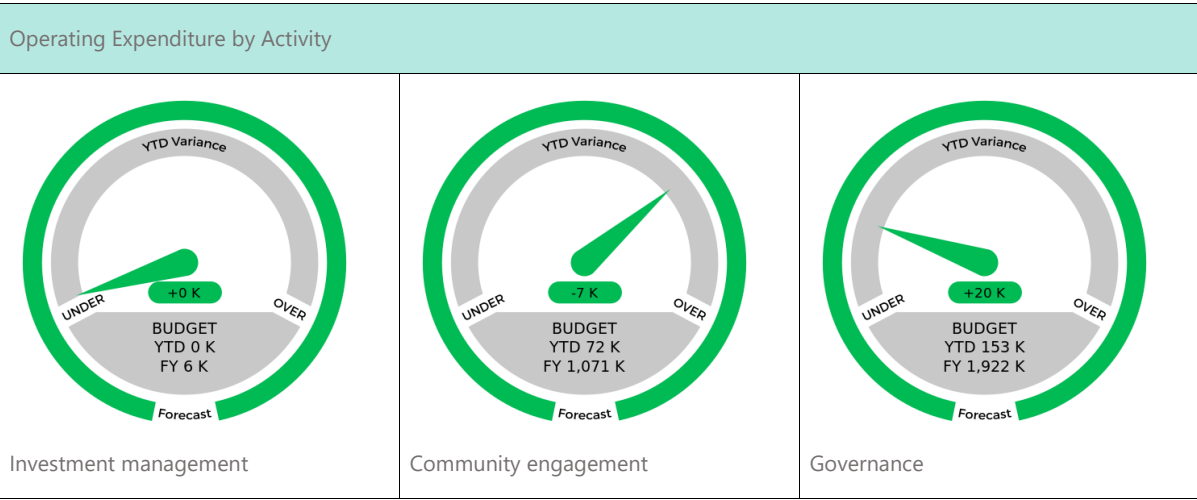 Operating Expenditure by Activity
YTD Variance
UNDER
+0 K
OVER
BUDGET
YTD 0 K
FY 6 K
Forecast
Investment management
YTD Variance
UNDER
-7 K
OVER
BUDGET
YTD 72 K
FY 1,071 K
Forecast
Community engagement
YTD Variance
UNDER
+20 K
OVER
BUDGET
YTD 153 K
FY 1,922 K
Forecast
Governance